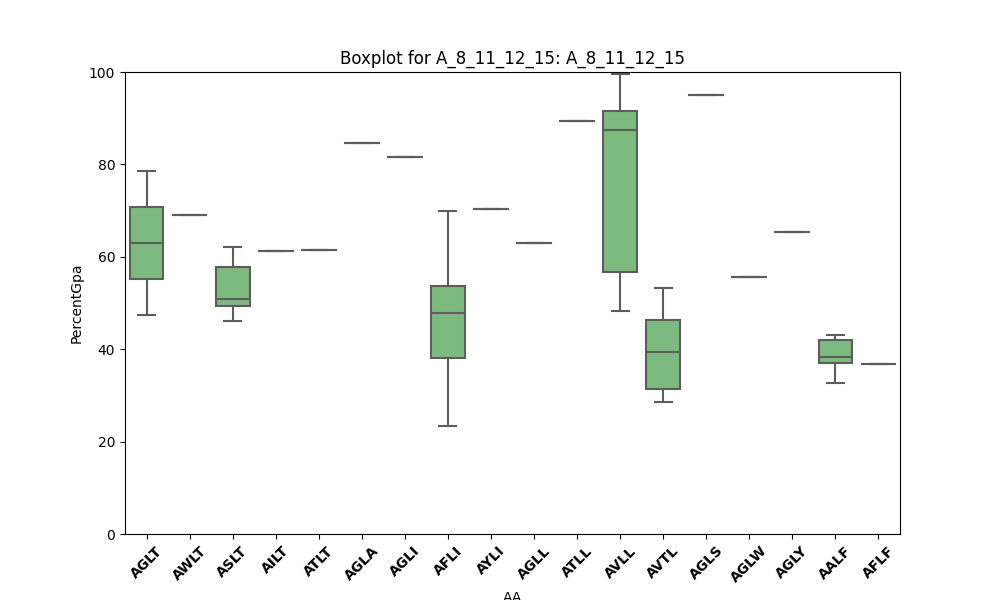 Boxplot for A_8_11_12_15: A_8_11_12_15
PercentGpa
100
80
60
40
20
0
AGLT
AWLT
ASLT
AILT
ATLT
AGLA
AGLI
AFLI
AYLI
AGLL
ATLL
AVLL
AVTL
AGLS
AGLW
AGLY
AALF
AFLF
AA